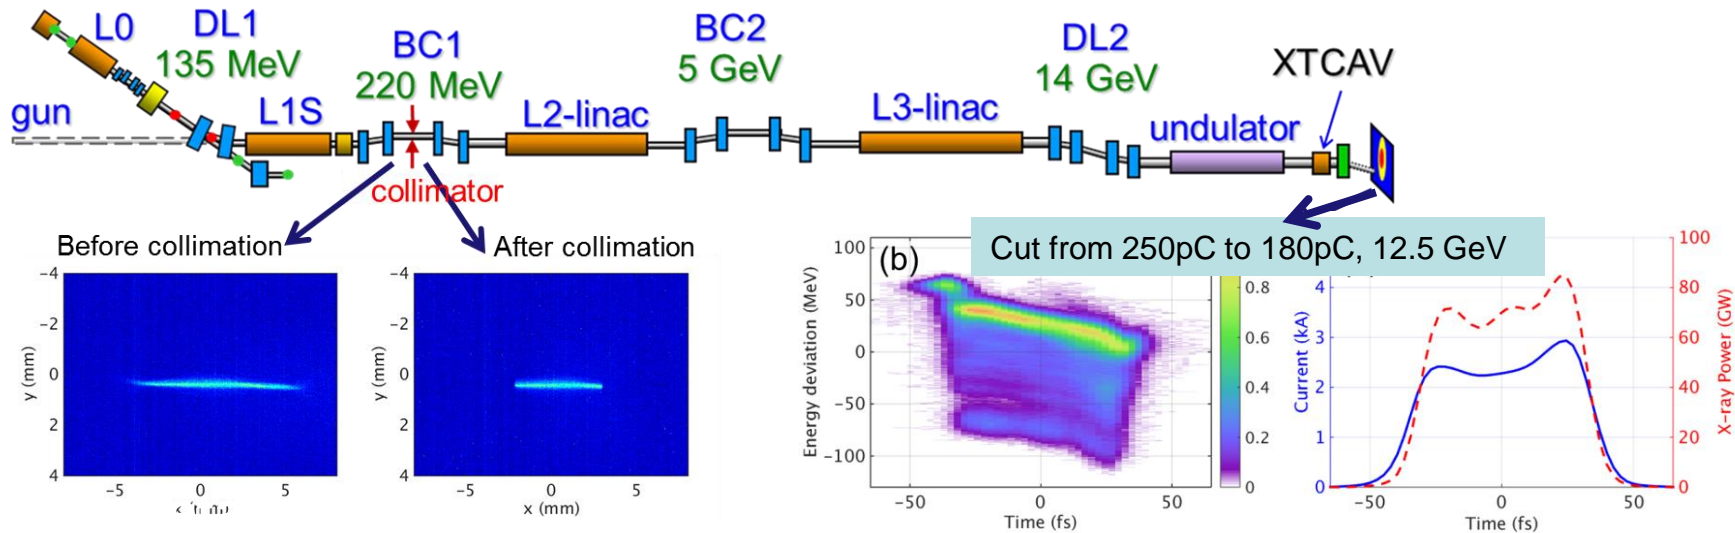 L0
DL1
135 MeV
BC1
220 MeV
BC2
5 GeV
DL2
14 GeV
XTCAV
gun
L1S
L2-linac
L3-linac
undulator
collimator
Before collimation
After collimation
Cut from 250pC to 180pC, 12.5 GeV
−4
−2
0
2
4
y (mm)
−5
0
5
−4
−2
0
2
4
y (mm)
−5
0
5
x (mm)
(b)
100
50
0
−50
−100
Energy deviation (MeV)
−50
0
50
Time (fs)
0.8
0.6
0.4
0.2
0
4
3
2
1
0
Current (kA)
−50
0
50
Time (fs)
100
80
60
40
20
0
X-ray Power (GW)